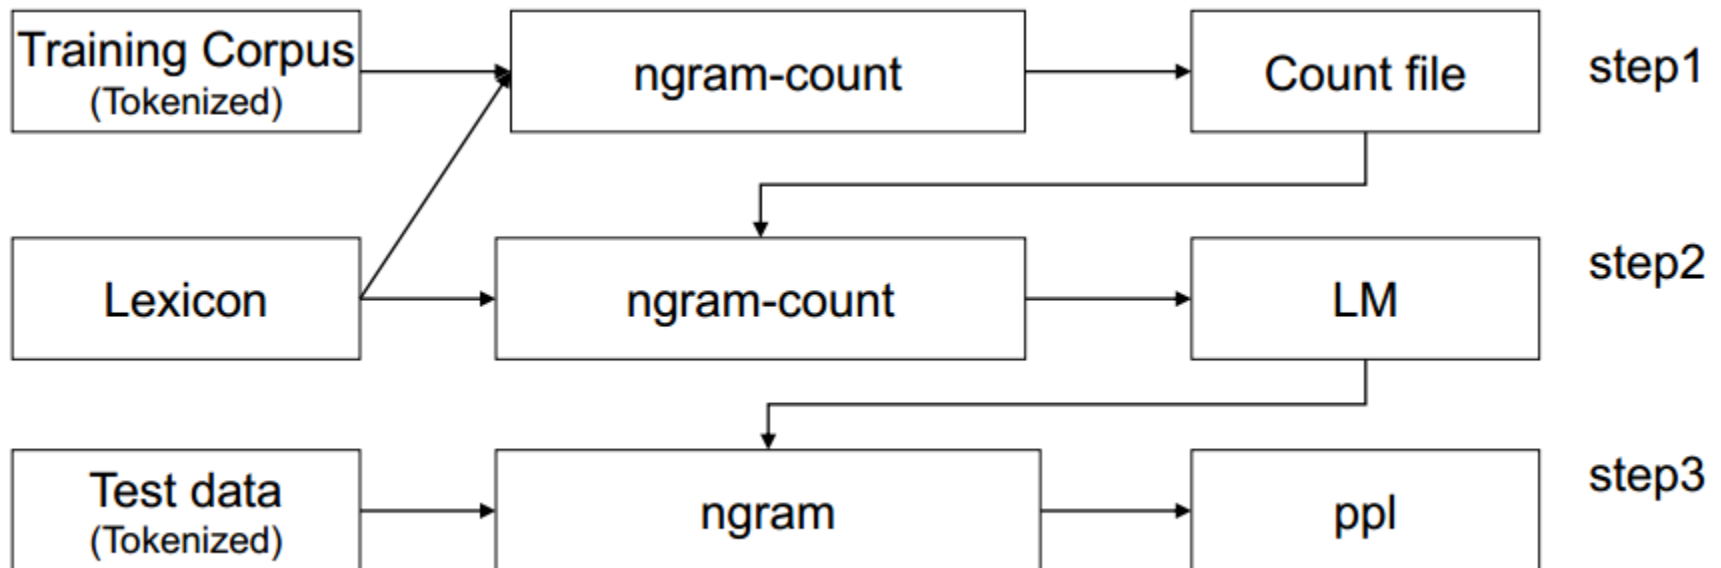 Training Corpus
(Tokenized)
ngram-count
Count file
step1
Lexicon
ngram-count
LM
step2
Test data
(Tokenized)
ngram
ppl
step3